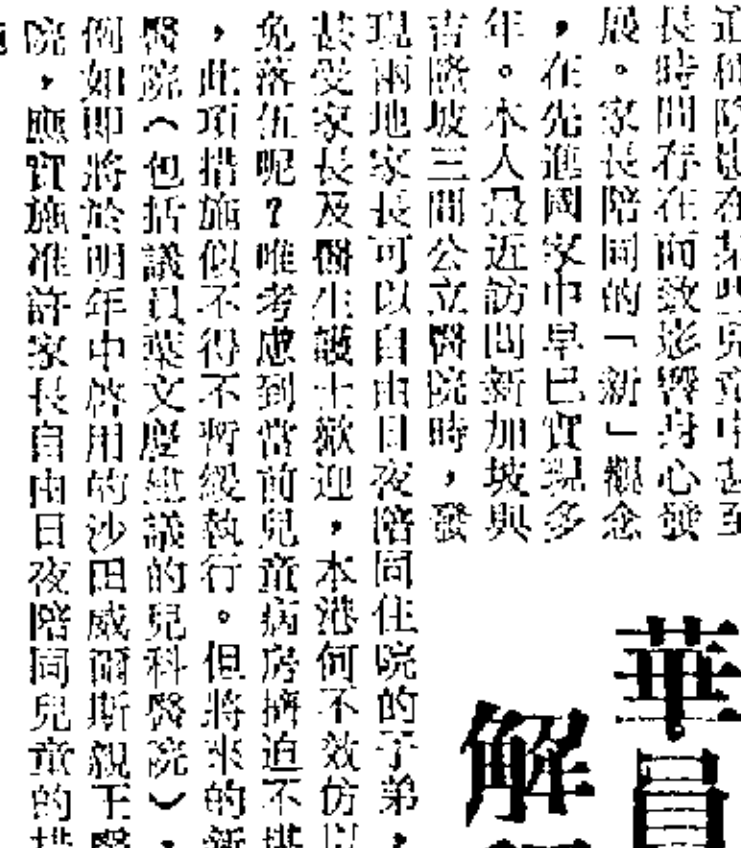 長時間存在而致影響身心發
展。家長陪同的「新」觀念
，在先進國家中早已實現多
年。本人最近訪問新加坡與
吉隆坡三間公立醫院時，發
現兩地家長可以自由日夜陪同住院的子弟，
甚受家長及醫生護士歡迎，本港何不效仿以
免落伍呢？唯考慮到當前兒童病房擠迫不堪
，此項措施似不得不暫緩執行。但將來的新
醫院（包括議員葉文慶建議的兒科醫院），
例如即將於明年中啓用的沙田威爾斯親王醫
院，應實施准許家長自由日夜陪同兒童的措
華員
解